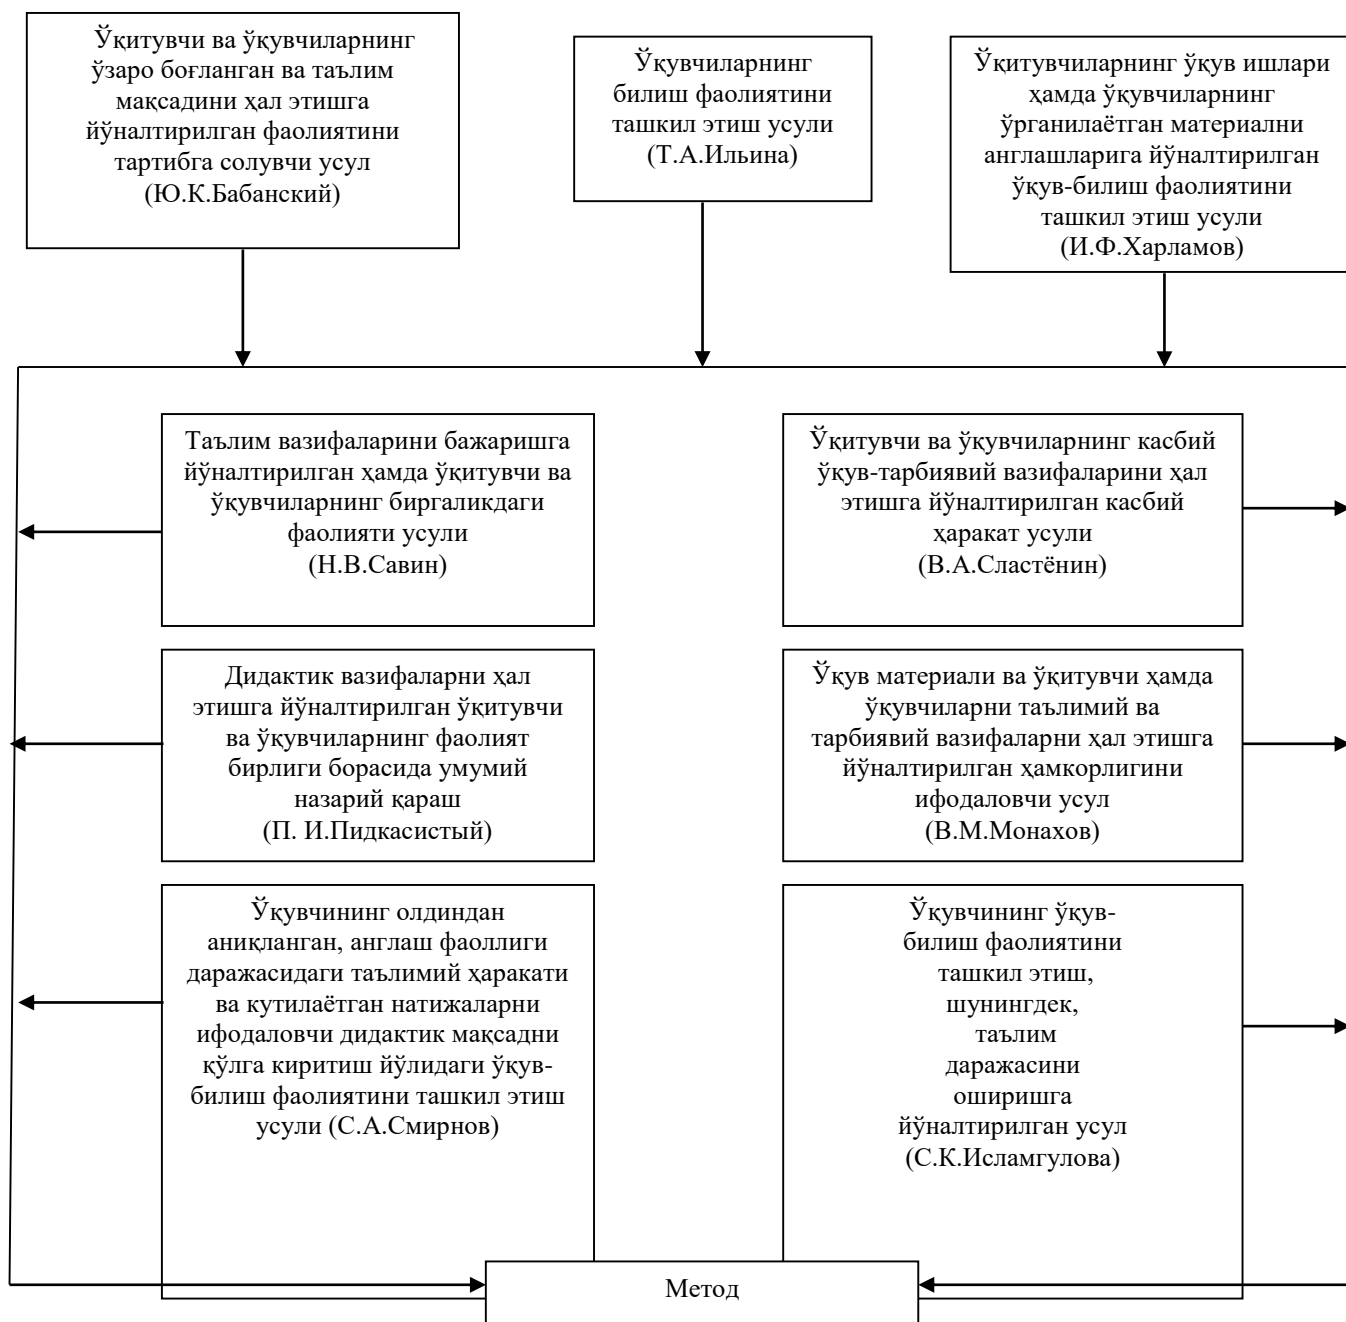 Ўқитувчи ва ўқувчиларнинг
ўзаро боғланган ва таълим
мақсадини ҳал этишга
йўналтирилган фаолиятини
тартибга солувчи усул
(Ю.К.Бабанский)
Ўқувчиларнинг
билиш фаолиятини
ташкил этиш усули
(Т.А.Ильина)
Ўқитувчиларнинг ўқув ишлари
ҳамда ўқувчиларнинг
ўрганилаётган материални
англашларига йўналтирилган
ўқув-билиш фаолиятини
ташкил этиш усули
(И.Ф.Харламов)
Таълим вазифаларини бажаришга
йўналтирилган ҳамда ўқитувчи ва
ўқувчиларнинг биргаликдаги
фаолияти усули
(Н.В.Савин)
Ўқитувчи ва ўқувчиларнинг касбий
ўқув-тарбиявий вазифаларини ҳал
этишга йўналтирилган касбий
ҳаракат усули
(В.А.Сластёнин)
Дидактик вазифаларни ҳал
этишга йўналтирилган ўқитувчи
ва ўқувчиларнинг фаолият
бирлиги борасида умумий
назарий қараш
(П. И.Пидкасистый)
Ўқув материали ва ўқитувчи ҳамда
ўқувчиларни таълимий ва
тарбиявий вазифаларни ҳал этишга
йўналтирилган ҳамкорлигини
ифодаловчи усул
(В.М.Монахов)
Ўқувчининг олдиндан
аниқланган, англаш фаоллиги
даражасидаги таълимий ҳаракати
ва кутилаётган натижаларни
ифодаловчи дидактик мақсадни
қўлга киритиш йўлидаги ўқув-
билиш фаолиятини ташкил этиш
усули (С.А.Смирнов)
Ўқувчининг ўқув-
билиш фаолиятини
ташкил этиш,
шунингдек,
таълим
даражасини
оширишга
йўналтирилган усул
(С.К.Исламгулова)
Метод